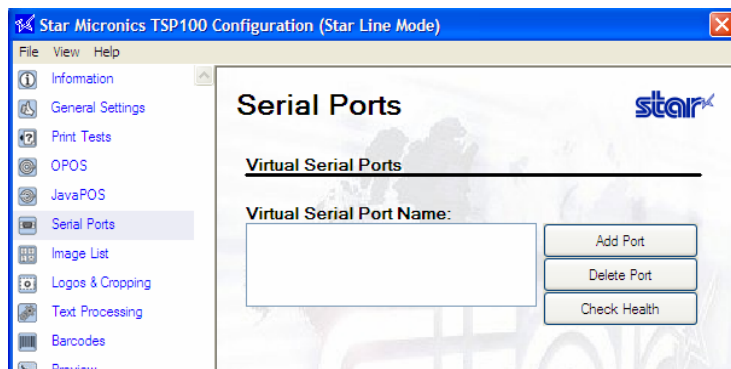 Star Micronics TSP100 Configuration (Star Line Mode)
File View Help
Information
General Settings
Print Tests
OPOS
JavaPOS
Serial Ports
Image List
Logos & Cropping
Text Processing
Barcodes
Preview
Serial Ports
star
Virtual Serial Ports
Virtual Serial Port Name:
Add Port
Delete Port
Check Health